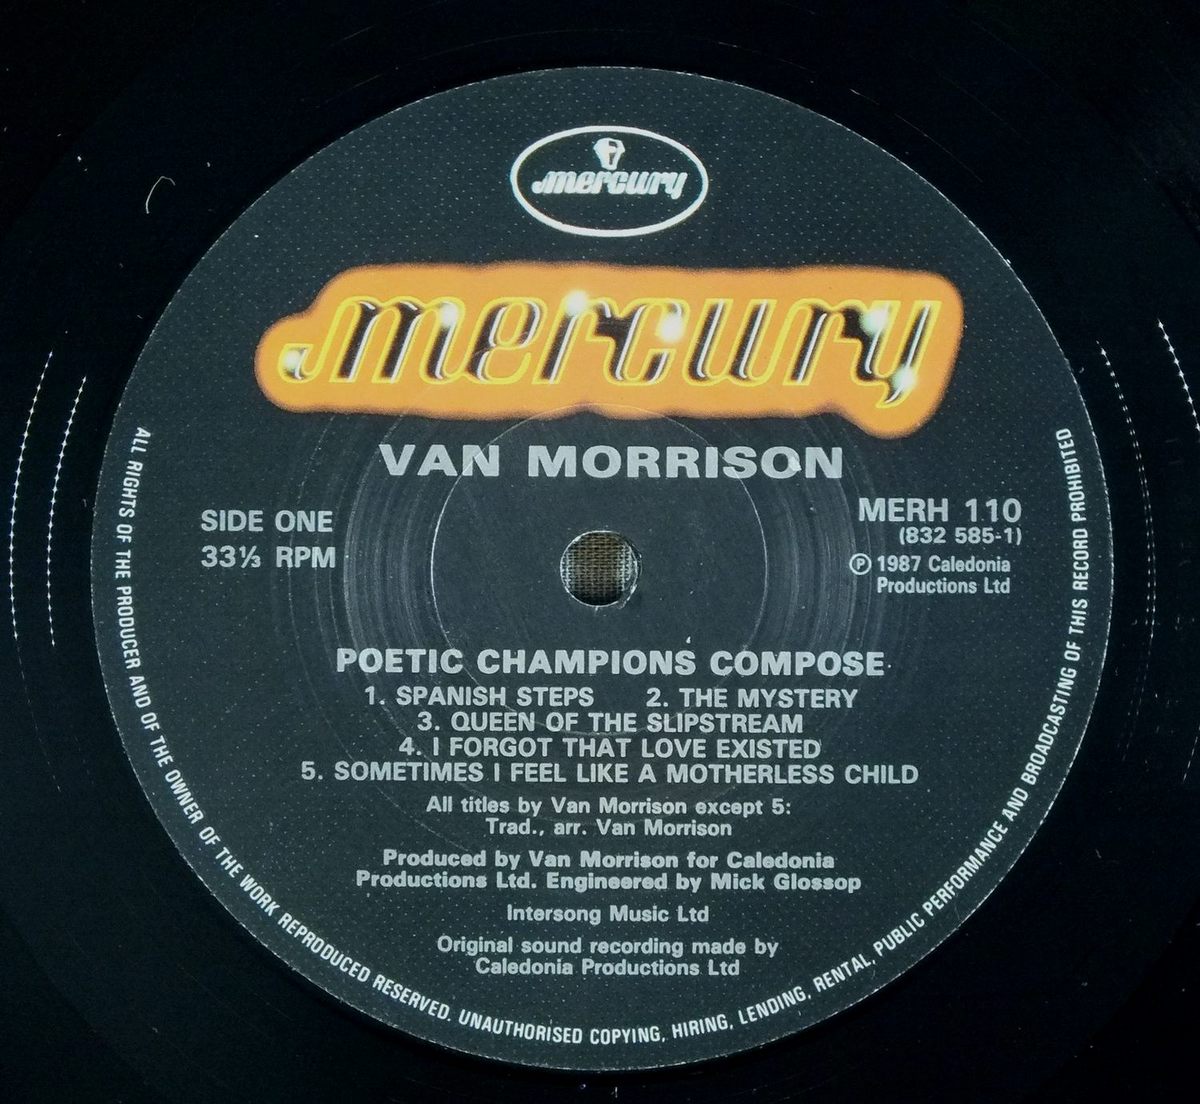 mercury
mercury
VAN MORRISON
SIDE ONE
33⅓ RPM
MERH 110
(832 585-1)
℗ 1987 Caledonia
Productions Ltd
POETIC CHAMPIONS COMPOSE
1. SPANISH STEPS 2. THE MYSTERY
3. QUEEN OF THE SLIPSTREAM
4. I FORGOT THAT LOVE EXISTED
5. SOMETIMES I FEEL LIKE A MOTHERLESS CHILD
All titles by Van Morrison except 5:
Trad., arr. Van Morrison
Produced by Van Morrison for Caledonia
Productions Ltd. Engineered by Mick Glossop
Intersong Music Ltd
Original sound recording made by
Caledonia Productions Ltd
ALL RIGHTS OF THE PRODUCER AND OF THE OWNER OF THE WORK REPRODUCED RESERVED. UNAUTHORISED COPYING, HIRING, LENDING, RENTAL, PUBLIC PERFORMANCE AND BROADCASTING OF THIS RECORD PROHIBITED